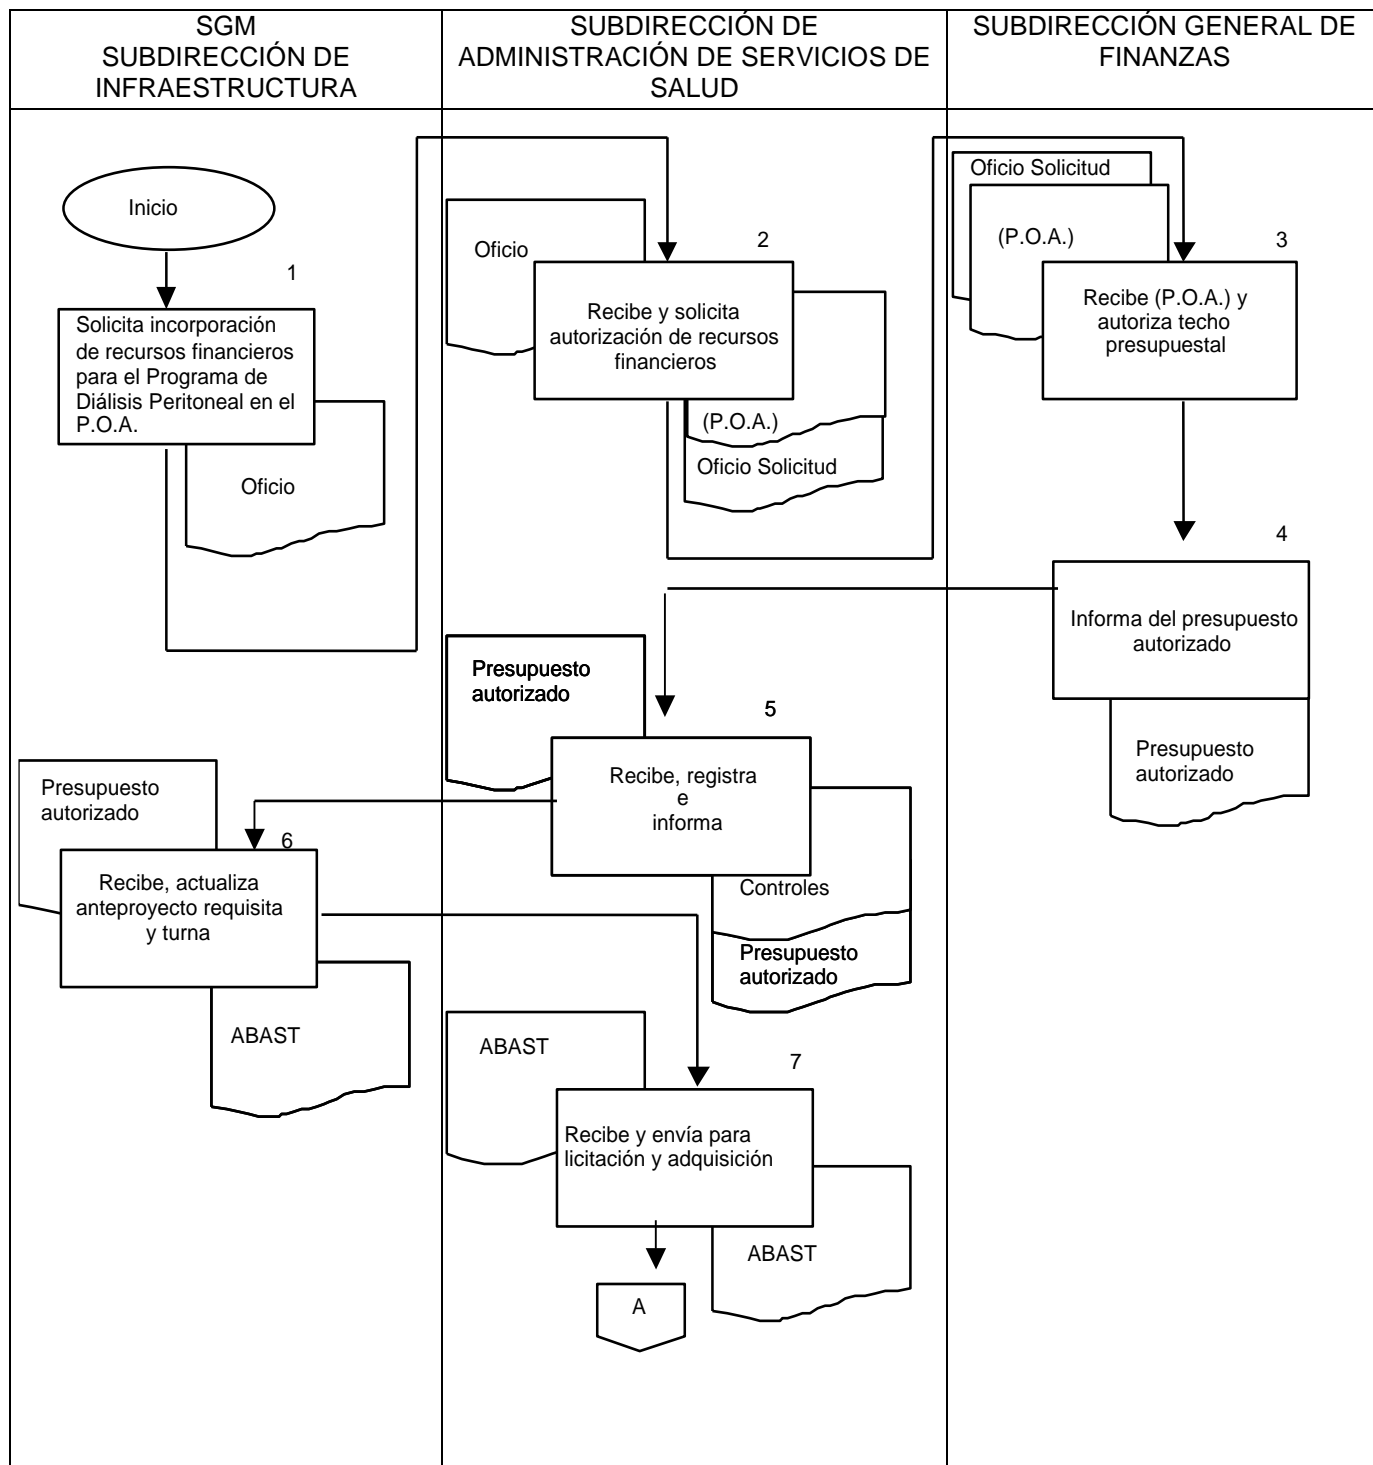 SGM
SUBDIRECCIÓN DE
INFRAESTRUCTURA
SUBDIRECCIÓN DE
ADMINISTRACIÓN DE SERVICIOS DE
SALUD
SUBDIRECCIÓN GENERAL DE
FINANZAS
Inicio
1
Solicita incorporación
de recursos financieros
para el Programa de
Diálisis Peritoneal en el
P.O.A.
Oficio
Oficio
2
Recibe y solicita
autorización de recursos
financieros
(P.O.A.)
Oficio Solicitud
Oficio Solicitud
(P.O.A.)
3
Recibe (P.O.A.) y
autoriza techo
presupuestal
4
Informa del presupuesto
autorizado
Presupuesto
autorizado
Presupuesto
autorizado
5
Recibe, registra
e
informa
Controles
Presupuesto
autorizado
Presupuesto
autorizado
6
Recibe, actualiza
anteproyecto requisita
y turna
ABAST
ABAST
7
Recibe y envía para
licitación y adquisición
ABAST
A